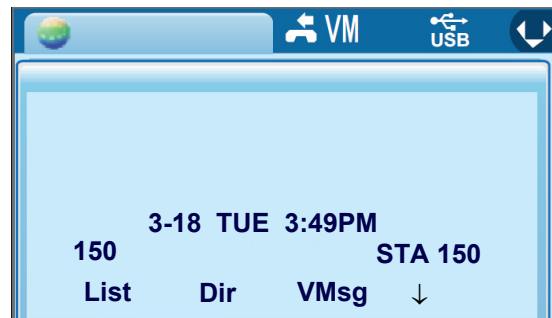 VM USB
3-18 TUE 3:49PM
150 STA 150
List Dir VMsg ↓